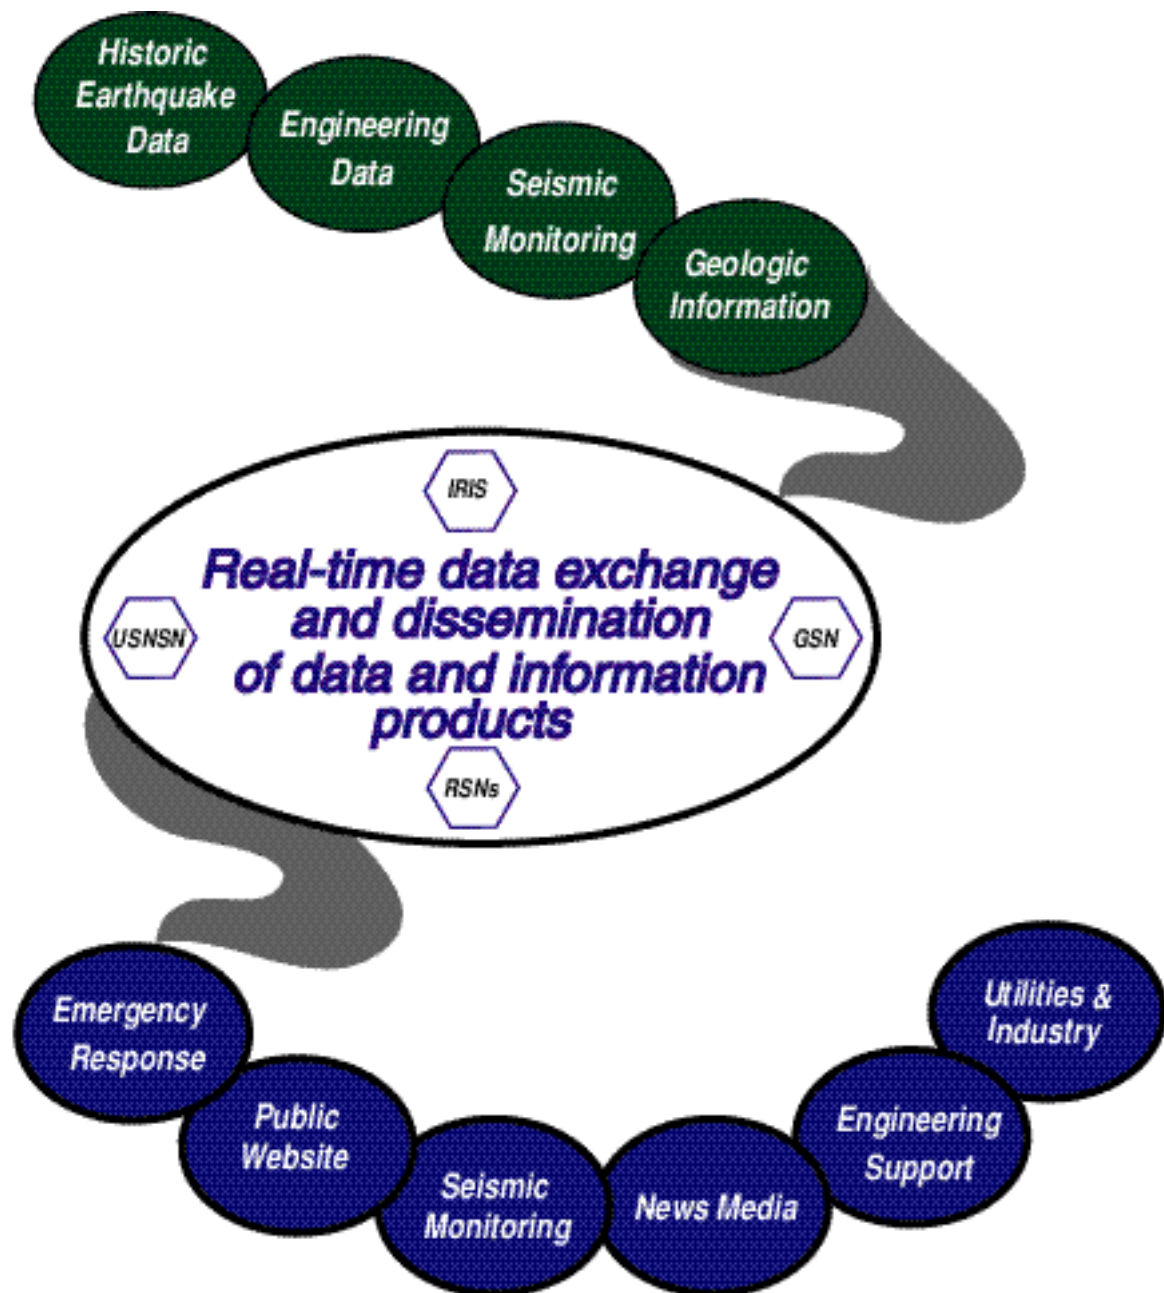 Historic
Earthquake
Data
Engineering
Data
Seismic
Monitoring
Geologic
Information
IRIS
Real-time data exchange
and dissemination
of data and information
products
USNSN
GSN
RSNs
Emergency
Response
Public
Website
Seismic
Monitoring
News Media
Engineering
Support
Utilities &
Industry